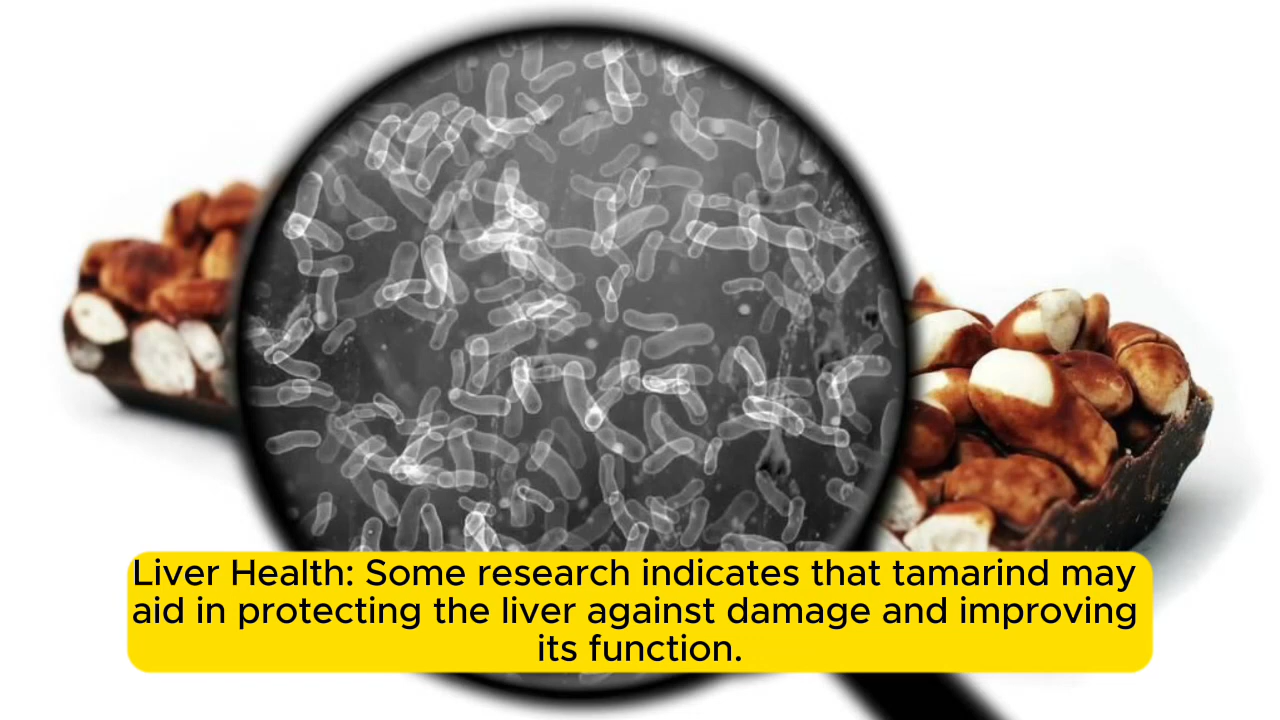 Liver Health: Some research indicates that tamarind may
aid in protecting the liver against damage and improving
its function.